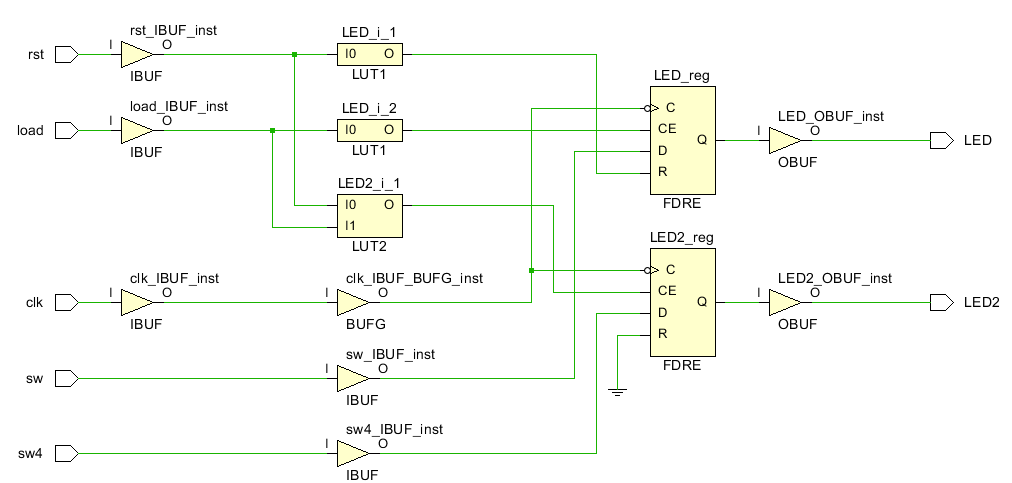 rst_IBUF_inst
rst
I
O
IBUF
LED_i_1
I0 O
LUT1
load_IBUF_inst
load
I
O
IBUF
LED_i_2
I0 O
LUT1
LED2_i_1
I0 O
I1
LUT2
LED_reg
C
CE
D
R
Q
FDRE
LED_OBUF_inst
I
O
OBUF
LED
clk_IBUF_inst
clk
I
O
IBUF
clk_IBUF_BUFG_inst
I
O
BUFG
LED2_reg
C
CE
D
R
Q
FDRE
LED2_OBUF_inst
I
O
OBUF
LED2
sw_IBUF_inst
sw
I
O
IBUF
sw4_IBUF_inst
sw4
I
O
IBUF